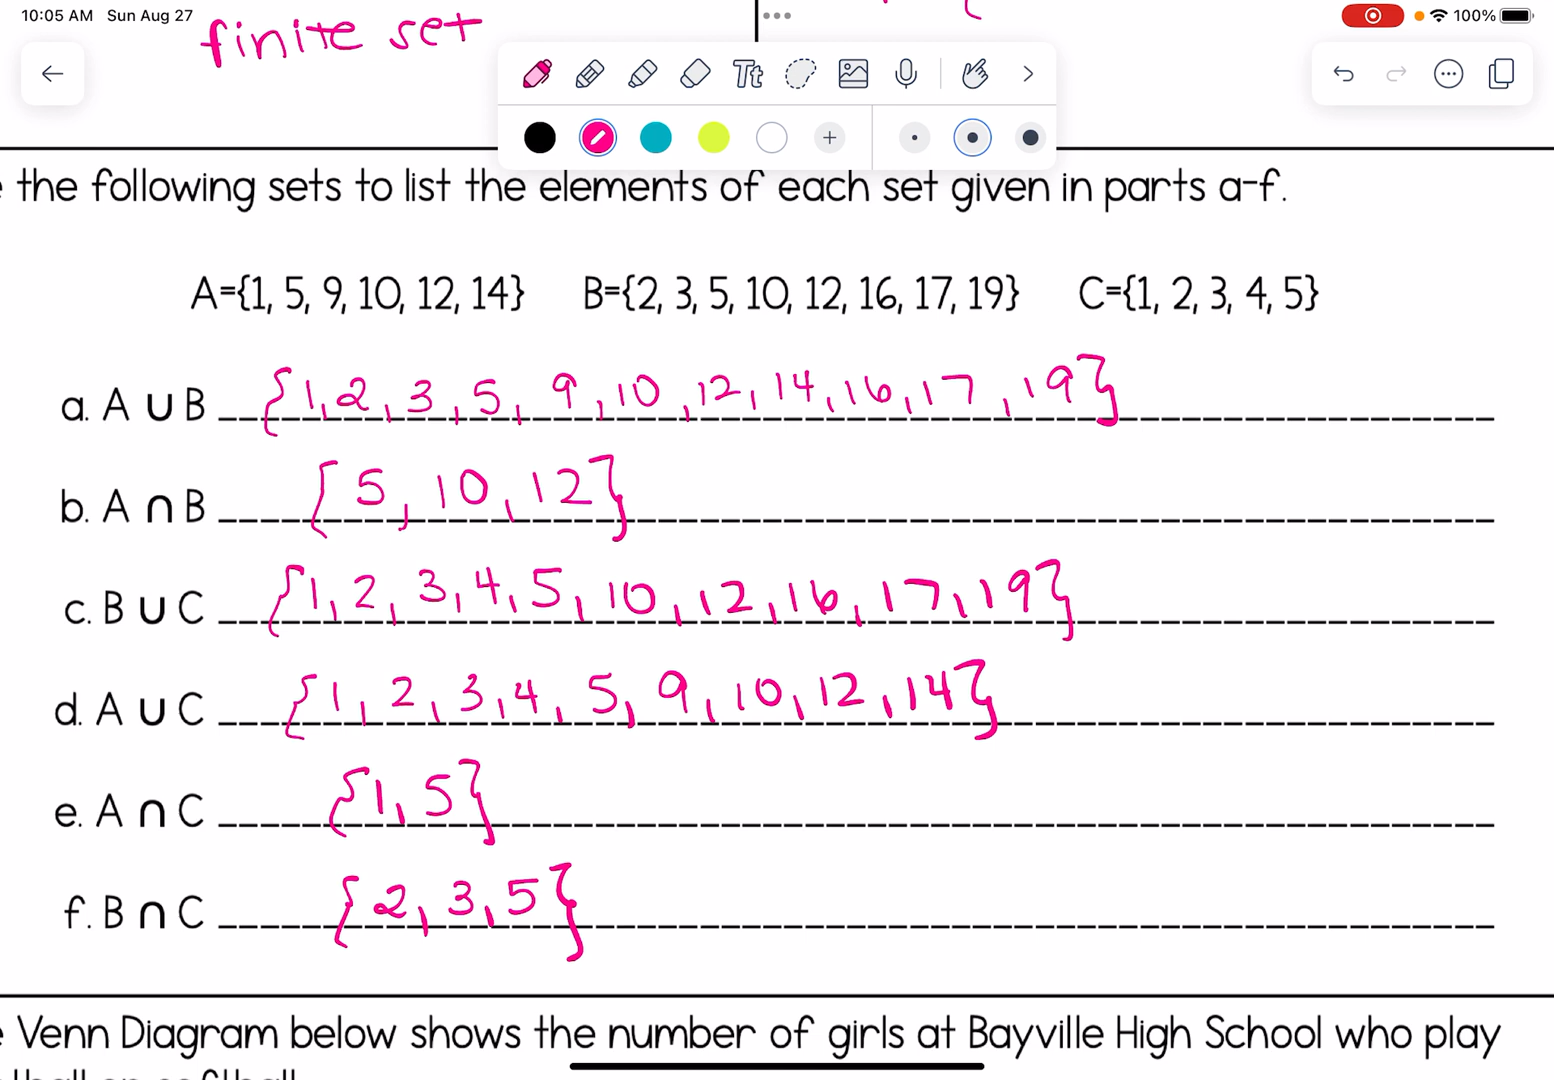 10:05 AM Sun Aug 27
100%
finite set
Tt
the following sets to list the elements of each set given in parts a-f.
A={1, 5, 9, 10, 12, 14} B={2, 3, 5, 10, 12, 16, 17, 19} C={1, 2, 3, 4, 5}
a. A ∪ B {1, 2, 3, 5, 9, 10, 12, 14, 16, 17, 19}
b. A ∩ B {5, 10, 12}
c. B ∪ C {1, 2, 3, 4, 5, 10, 12, 16, 17, 19}
d. A ∪ C {1, 2, 3, 4, 5, 9, 10, 12, 14}
e. A ∩ C {1, 5}
f. B ∩ C {2, 3, 5}
Venn Diagram below shows the number of girls at Bayville High School who play